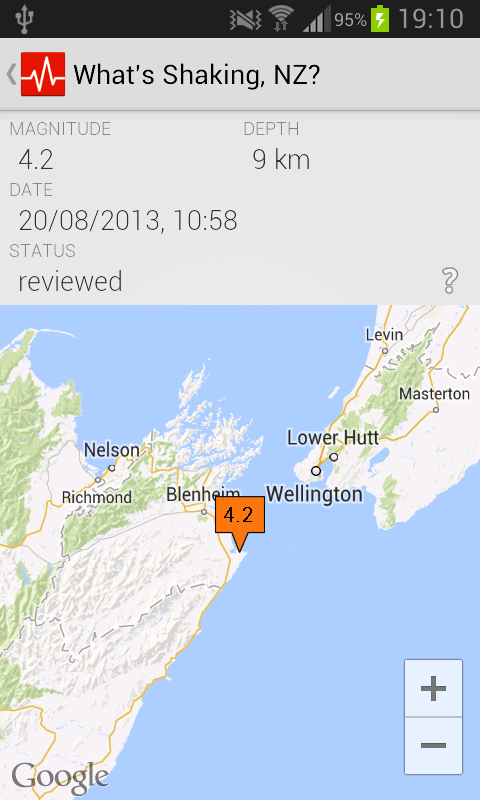 95% 19:10
What's Shaking, NZ?
MAGNITUDE DEPTH
4.2 9 km
DATE
20/08/2013, 10:58
STATUS
reviewed ?
Levin
Masterton
Lower Hutt
Nelson
Richmond
Blenheim
Wellington
4.2
+
−
Google